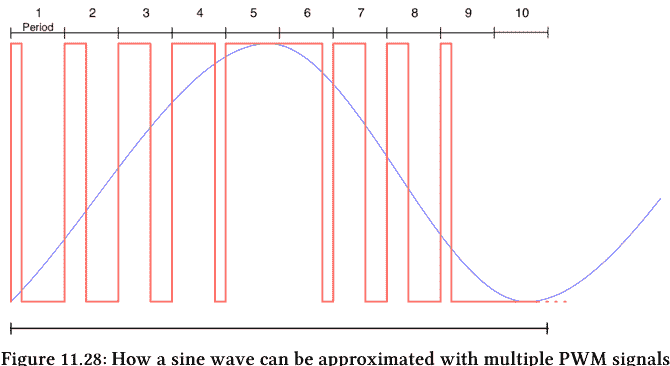 1 2 3 4 5 6 7 8 9 10
Period
Figure 11.28: How a sine wave can be approximated with multiple PWM signals